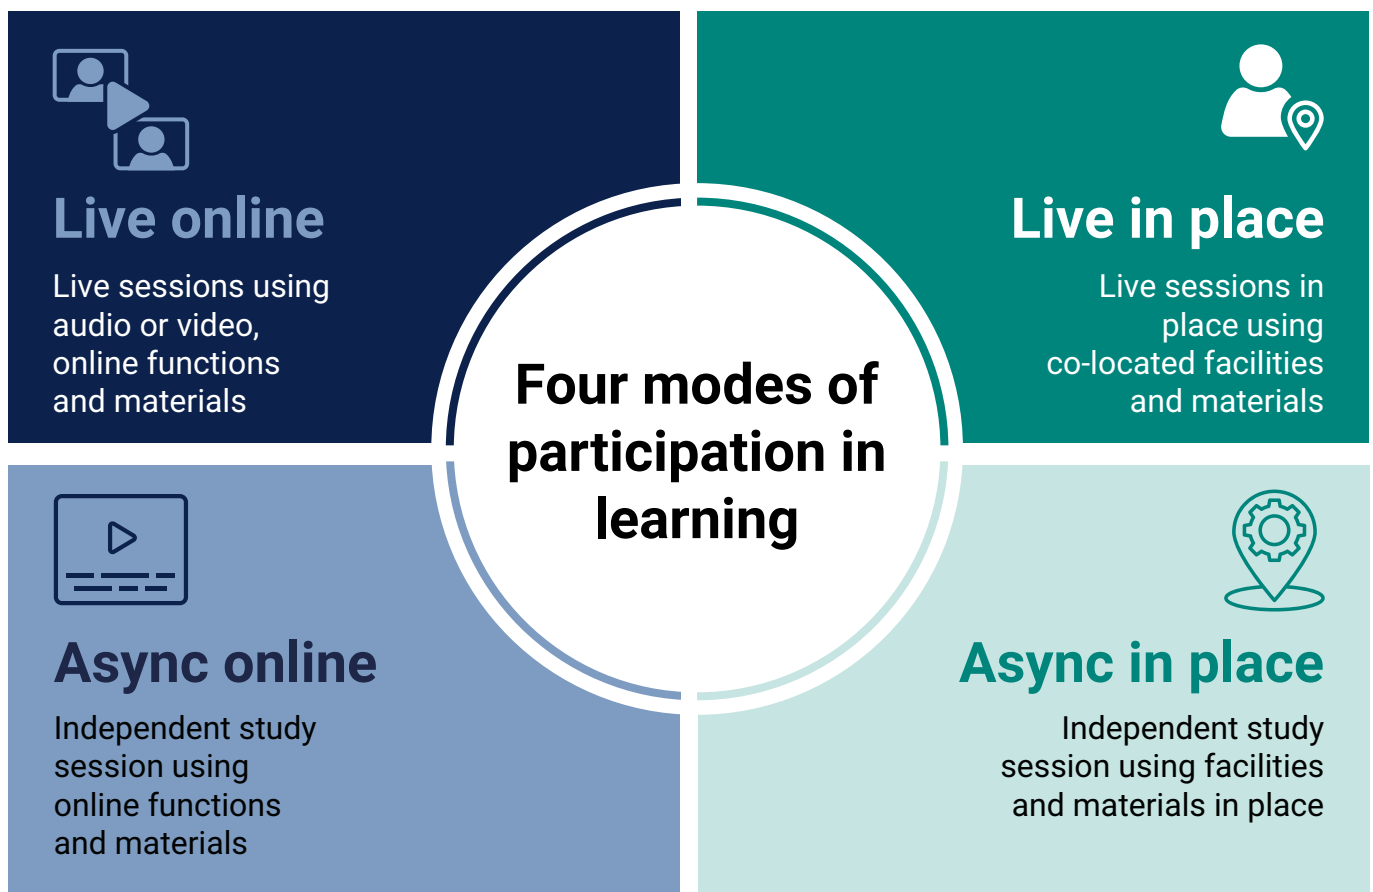 Live online
Live sessions using
audio or video,
online functions
and materials
Live in place
Live sessions in
place using
co-located facilities
and materials
Four modes of
participation in
learning
Async online
Independent study
session using
online functions
and materials
Async in place
Independent study
session using facilities
and materials in place